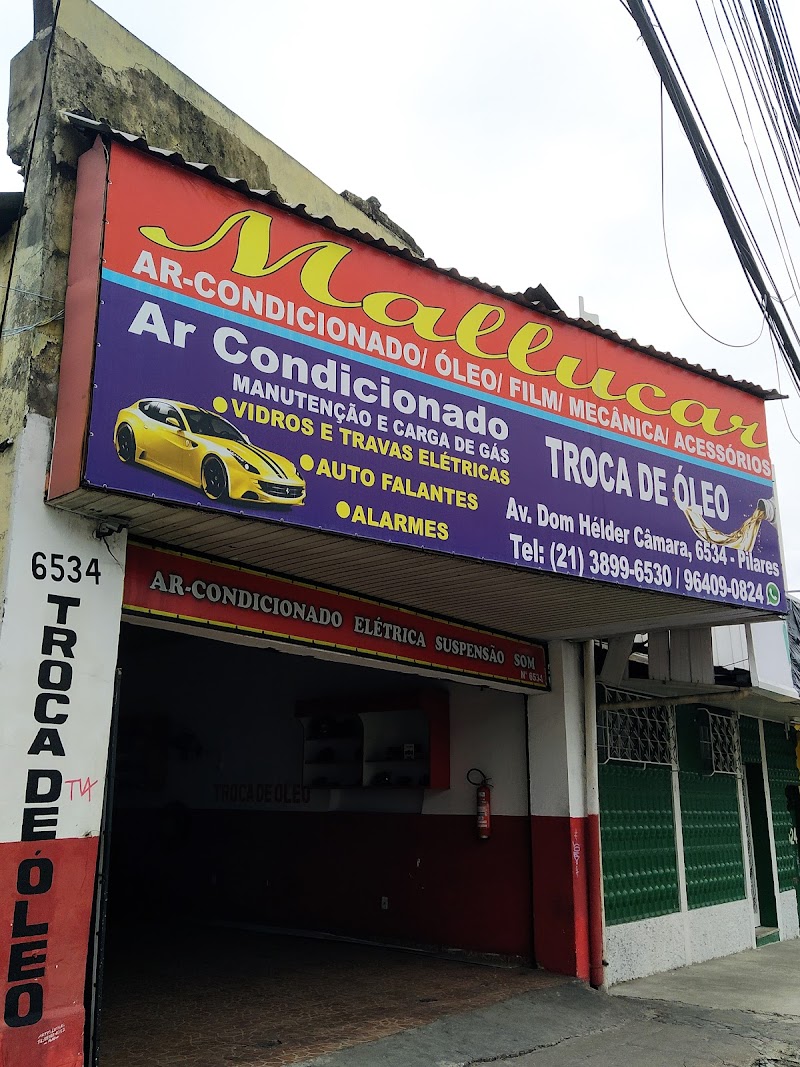 Mallucar
AR-CONDICIONADO/ ÓLEO/ FILM/ MECÂNICA/ ACESSÓRIOS
Ar Condicionado
MANUTENÇÃO E CARGA DE GÁS
•VIDROS E TRAVAS ELÉTRICAS
•AUTO FALANTES
•ALARMES
TROCA DE ÓLEO
Av. Dom Hélder Câmara, 6534 - Pilares
Tel: (21) 3899-6530 / 96409-0824
AR-CONDICIONADO ELÉTRICA SUSPENSÃO SOM
N° 6534
6534
TROCA DE ÓLEO
TROCA DE ÓLEO